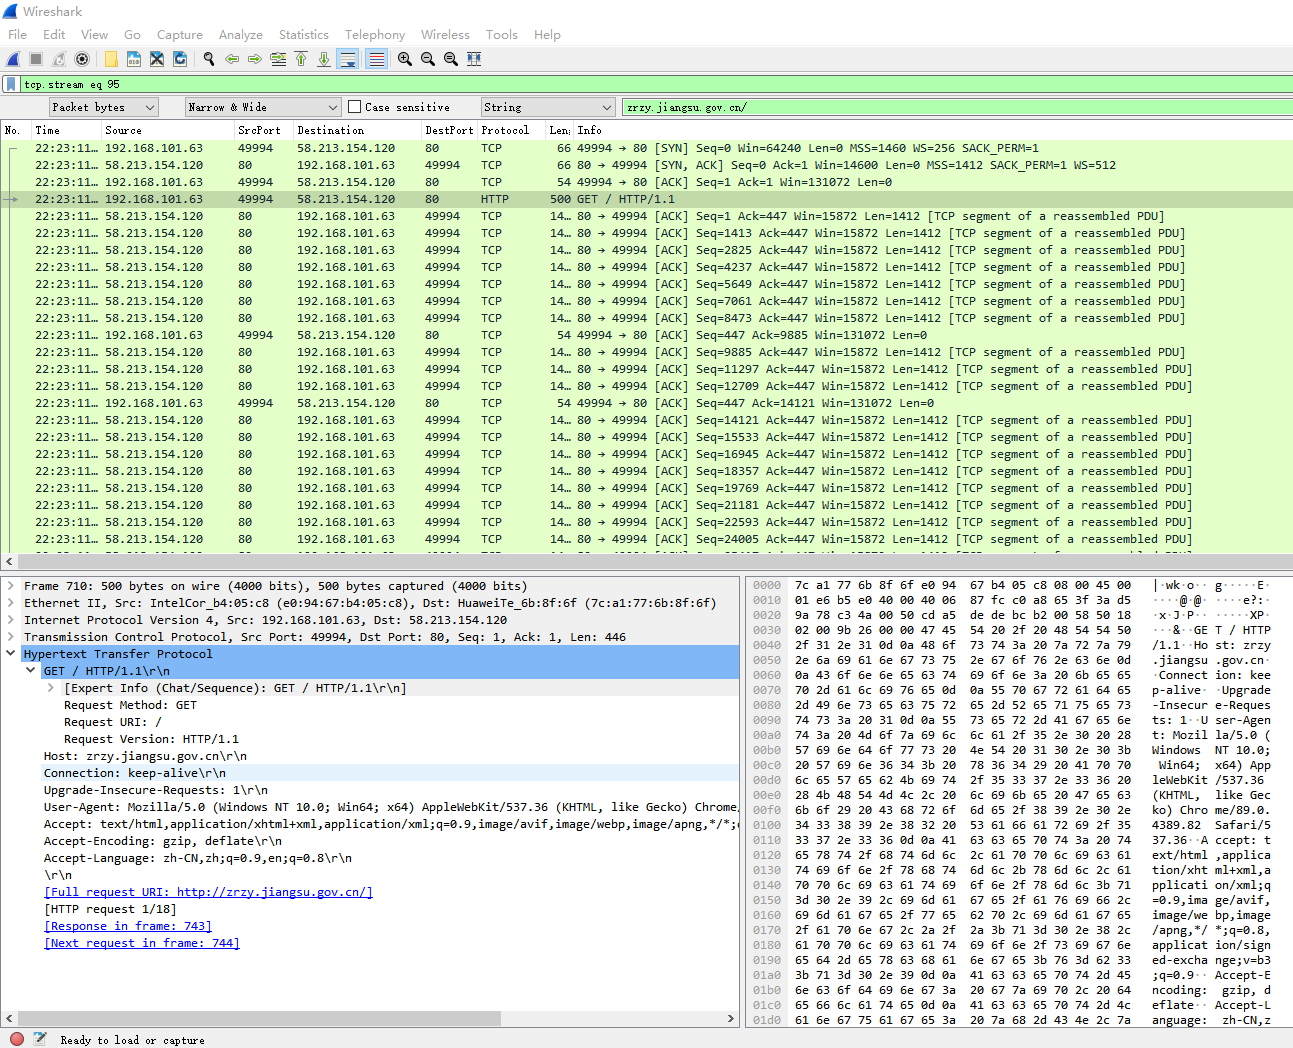 Wireshark
File Edit View Go Capture Analyze Statistics Telephony Wireless Tools Help
tcp.stream eq 95
Packet bytes Narrow & Wide Case sensitive String zrzy.jiangsu.gov.cn/
No. Time Source SrcPort Destination DestPort Protocol Len Info
22:23:11… 192.168.101.63 49994 58.213.154.120 80 TCP 66 49994 → 80 [SYN] Seq=0 Win=64240 Len=0 MSS=1460 WS=256 SACK_PERM=1
22:23:11… 58.213.154.120 80 192.168.101.63 49994 TCP 66 80 → 49994 [SYN, ACK] Seq=0 Ack=1 Win=14600 Len=0 MSS=1412 SACK_PERM=1 WS=512
22:23:11… 192.168.101.63 49994 58.213.154.120 80 TCP 54 49994 → 80 [ACK] Seq=1 Ack=1 Win=131072 Len=0
22:23:11… 192.168.101.63 49994 58.213.154.120 80 HTTP 500 GET / HTTP/1.1
22:23:11… 58.213.154.120 80 192.168.101.63 49994 TCP 14… 80 → 49994 [ACK] Seq=1 Ack=447 Win=15872 Len=1412 [TCP segment of a reassembled PDU]
22:23:11… 58.213.154.120 80 192.168.101.63 49994 TCP 14… 80 → 49994 [ACK] Seq=1413 Ack=447 Win=15872 Len=1412 [TCP segment of a reassembled PDU]
22:23:11… 58.213.154.120 80 192.168.101.63 49994 TCP 14… 80 → 49994 [ACK] Seq=2825 Ack=447 Win=15872 Len=1412 [TCP segment of a reassembled PDU]
22:23:11… 58.213.154.120 80 192.168.101.63 49994 TCP 14… 80 → 49994 [ACK] Seq=4237 Ack=447 Win=15872 Len=1412 [TCP segment of a reassembled PDU]
22:23:11… 58.213.154.120 80 192.168.101.63 49994 TCP 14… 80 → 49994 [ACK] Seq=5649 Ack=447 Win=15872 Len=1412 [TCP segment of a reassembled PDU]
22:23:11… 58.213.154.120 80 192.168.101.63 49994 TCP 14… 80 → 49994 [ACK] Seq=7061 Ack=447 Win=15872 Len=1412 [TCP segment of a reassembled PDU]
22:23:11… 58.213.154.120 80 192.168.101.63 49994 TCP 14… 80 → 49994 [ACK] Seq=8473 Ack=447 Win=15872 Len=1412 [TCP segment of a reassembled PDU]
22:23:11… 192.168.101.63 49994 58.213.154.120 80 TCP 54 49994 → 80 [ACK] Seq=447 Ack=9885 Win=131072 Len=0
22:23:11… 58.213.154.120 80 192.168.101.63 49994 TCP 14… 80 → 49994 [ACK] Seq=9885 Ack=447 Win=15872 Len=1412 [TCP segment of a reassembled PDU]
22:23:11… 58.213.154.120 80 192.168.101.63 49994 TCP 14… 80 → 49994 [ACK] Seq=11297 Ack=447 Win=15872 Len=1412 [TCP segment of a reassembled PDU]
22:23:11… 58.213.154.120 80 192.168.101.63 49994 TCP 14… 80 → 49994 [ACK] Seq=12709 Ack=447 Win=15872 Len=1412 [TCP segment of a reassembled PDU]
22:23:11… 192.168.101.63 49994 58.213.154.120 80 TCP 54 49994 → 80 [ACK] Seq=447 Ack=14121 Win=131072 Len=0
22:23:11… 58.213.154.120 80 192.168.101.63 49994 TCP 14… 80 → 49994 [ACK] Seq=14121 Ack=447 Win=15872 Len=1412 [TCP segment of a reassembled PDU]
22:23:11… 58.213.154.120 80 192.168.101.63 49994 TCP 14… 80 → 49994 [ACK] Seq=15533 Ack=447 Win=15872 Len=1412 [TCP segment of a reassembled PDU]
22:23:11… 58.213.154.120 80 192.168.101.63 49994 TCP 14… 80 → 49994 [ACK] Seq=16945 Ack=447 Win=15872 Len=1412 [TCP segment of a reassembled PDU]
22:23:11… 58.213.154.120 80 192.168.101.63 49994 TCP 14… 80 → 49994 [ACK] Seq=18357 Ack=447 Win=15872 Len=1412 [TCP segment of a reassembled PDU]
22:23:11… 58.213.154.120 80 192.168.101.63 49994 TCP 14… 80 → 49994 [ACK] Seq=19769 Ack=447 Win=15872 Len=1412 [TCP segment of a reassembled PDU]
22:23:11… 58.213.154.120 80 192.168.101.63 49994 TCP 14… 80 → 49994 [ACK] Seq=21181 Ack=447 Win=15872 Len=1412 [TCP segment of a reassembled PDU]
22:23:11… 58.213.154.120 80 192.168.101.63 49994 TCP 14… 80 → 49994 [ACK] Seq=22593 Ack=447 Win=15872 Len=1412 [TCP segment of a reassembled PDU]
22:23:11… 58.213.154.120 80 192.168.101.63 49994 TCP 14… 80 → 49994 [ACK] Seq=24005 Ack=447 Win=15872 Len=1412 [TCP segment of a reassembled PDU]
Frame 710: 500 bytes on wire (4000 bits), 500 bytes captured (4000 bits)
Ethernet II, Src: IntelCor_b4:05:c8 (e0:94:67:b4:05:c8), Dst: HuaweiTe_6b:8f:6f (7c:a1:77:6b:8f:6f)
Internet Protocol Version 4, Src: 192.168.101.63, Dst: 58.213.154.120
Transmission Control Protocol, Src Port: 49994, Dst Port: 80, Seq: 1, Ack: 1, Len: 446
Hypertext Transfer Protocol
GET / HTTP/1.1\r\n
[Expert Info (Chat/Sequence): GET / HTTP/1.1\r\n]
Request Method: GET
Request URI: /
Request Version: HTTP/1.1
Host: zrzy.jiangsu.gov.cn\r\n
Connection: keep-alive\r\n
Upgrade-Insecure-Requests: 1\r\n
User-Agent: Mozilla/5.0 (Windows NT 10.0; Win64; x64) AppleWebKit/537.36 (KHTML, like Gecko) Chrome/
Accept: text/html,application/xhtml+xml,application/xml;q=0.9,image/avif,image/webp,image/apng,*/*;
Accept-Encoding: gzip, deflate\r\n
Accept-Language: zh-CN,zh;q=0.9,en;q=0.8\r\n
\r\n
[Full request URI: http://zrzy.jiangsu.gov.cn/]
[HTTP request 1/18]
[Response in frame: 743]
[Next request in frame: 744]
0000 7c a1 77 6b 8f 6f e0 94 67 b4 05 c8 08 00 45 00 |·wk·o·· g·····E·
0010 01 e6 b5 e0 40 00 40 06 87 fc c0 a8 65 3f 3a d5 ····@·@· ····e?:·
0020 9a 78 c3 4a 00 50 cd a5 de de bc b2 00 58 50 18 ·x·J·P·· ·····XP·
0030 02 00 9b 26 00 00 47 45 54 20 2f 20 48 54 54 50 ···&··GE T / HTTP
0040 2f 31 2e 31 0d 0a 48 6f 73 74 3a 20 7a 72 7a 79 /1.1··Ho st: zrzy
0050 2e 6a 69 61 6e 67 73 75 2e 67 6f 76 2e 63 6e 0d .jiangsu .gov.cn·
0060 0a 43 6f 6e 6e 65 63 74 69 6f 6e 3a 20 6b 65 65 ·Connect ion: kee
0070 70 2d 61 6c 69 76 65 0d 0a 55 70 67 72 61 64 65 p-alive· ·Upgrade
0080 2d 49 6e 73 65 63 75 72 65 2d 52 65 71 75 65 73 -Insecur e-Reques
0090 74 73 3a 20 31 0d 0a 55 73 65 72 2d 41 67 65 6e ts: 1··U ser-Agen
00a0 74 3a 20 4d 6f 7a 69 6c 6c 61 2f 35 2e 30 20 28 t: Mozil la/5.0 (
00b0 57 69 6e 64 6f 77 73 20 4e 54 20 31 30 2e 30 3b Windows NT 10.0;
00c0 20 57 69 6e 36 34 3b 20 78 36 34 29 20 41 70 70 Win64; x64) App
00d0 6c 65 57 65 62 4b 69 74 2f 35 33 37 2e 33 36 20 leWebKit /537.36
00e0 28 4b 48 54 4d 4c 2c 20 6c 69 6b 65 20 47 65 63 (KHTML, like Gec
00f0 6b 6f 29 20 43 68 72 6f 6d 65 2f 38 39 2e 30 2e ko) Chro me/89.0.
0100 34 33 38 39 2e 38 32 20 53 61 66 61 72 69 2f 35 4389.82 Safari/5
0110 33 37 2e 33 36 0d 0a 41 63 63 65 70 74 3a 20 74 37.36··A ccept: t
0120 65 78 74 2f 68 74 6d 6c 2c 61 70 70 6c 69 63 61 ext/html ,applica
0130 74 69 6f 6e 2f 78 68 74 6d 6c 2b 78 6d 6c 2c 61 tion/xht ml+xml,a
0140 70 70 6c 69 63 61 74 69 6f 6e 2f 78 6d 6c 3b 71 pplicati on/xml;q
0150 3d 30 2e 39 2c 69 6d 61 67 65 2f 61 76 69 66 2c =0.9,ima ge/avif,
0160 69 6d 61 67 65 2f 77 65 62 70 2c 69 6d 61 67 65 image/we bp,image
0170 2f 61 70 6e 67 2c 2a 2f 2a 3b 71 3d 30 2e 38 2c /apng,*/ *;q=0.8,
0180 61 70 70 6c 69 63 61 74 69 6f 6e 2f 73 69 67 6e applicat ion/sign
0190 65 64 2d 65 78 63 68 61 6e 67 65 3b 76 3d 62 33 ed-excha nge;v=b3
01a0 3b 71 3d 30 2e 39 0d 0a 41 63 63 65 70 74 2d 45 ;q=0.9·· Accept-E
01b0 6e 63 6f 64 69 6e 67 3a 20 67 7a 69 70 2c 20 64 ncoding: gzip, d
01c0 65 66 6c 61 74 65 0d 0a 41 63 63 65 70 74 2d 4c eflate·· Accept-L
01d0 61 6e 67 75 61 67 65 3a 20 7a 68 2d 43 4e 2c 7a anguage: zh-CN,z
Ready to load or capture